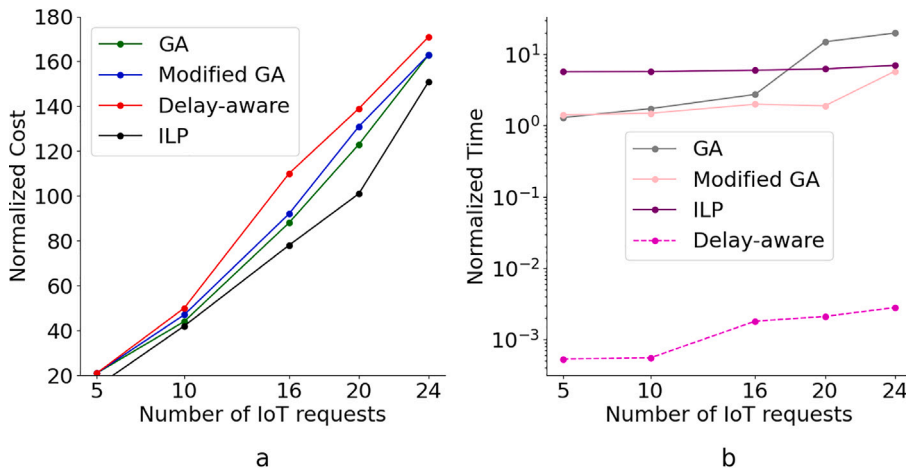 180
160
140
120
100
80
60
40
20
Normalized Cost
GA
Modified GA
Delay-aware
ILP
5 10 16 20 24
Number of IoT requests
a
10¹
10⁰
10⁻¹
10⁻²
10⁻³
Normalized Time
GA
Modified GA
ILP
Delay-aware
5 10 16 20 24
Number of IoT requests
b